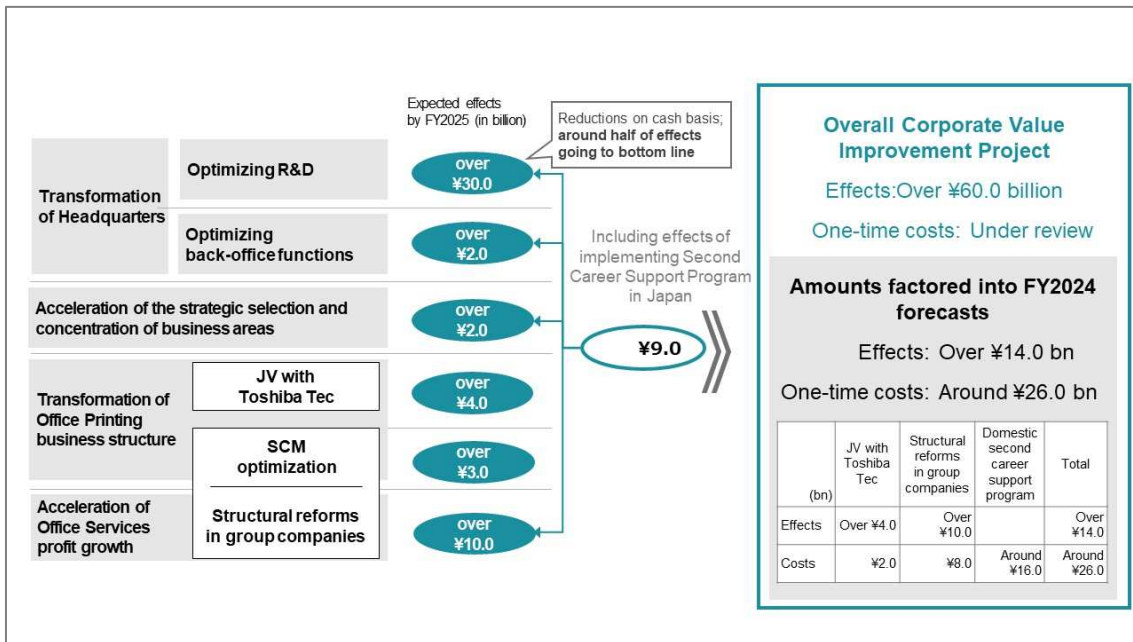 Expected effects
by FY2025 (in billion)
Reductions on cash basis;
around half of effects
going to bottom line
Transformation
of Headquarters
Optimizing R&D
over
¥30.0
Optimizing
back-office functions
over
¥2.0
Acceleration of the strategic selection and
concentration of business areas
over
¥2.0
Transformation of
Office Printing
business structure
JV with
Toshiba Tec
over
¥4.0
SCM
optimization
over
¥3.0
Acceleration of
Office Services
profit growth
Structural reforms
in group companies
over
¥10.0
Including effects of
implementing Second
Career Support Program
in Japan
¥9.0
Overall Corporate Value
Improvement Project
Effects:Over ¥60.0 billion
One-time costs: Under review
Amounts factored into FY2024
forecasts
Effects: Over ¥14.0 bn
One-time costs: Around ¥26.0 bn
(bn)
JV with
Toshiba
Tec
Structural
reforms
in group
companies
Domestic
second
career
support
program
Total
Effects
Over ¥4.0
Over
¥10.0
Over
¥14.0
Costs
¥2.0
¥8.0
Around
¥16.0
Around
¥26.0